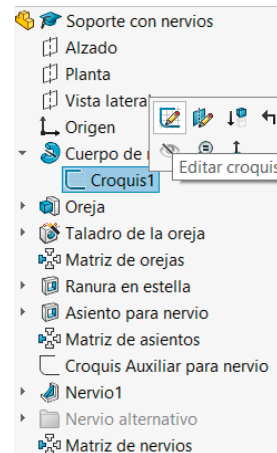 Soporte con nervios
Alzado
Planta
Vista lateral
Origen
Cuerpo de
Editar croquis
Croquis1
Oreja
Taladro de la oreja
Matriz de orejas
Ranura en estella
Asiento para nervio
Matriz de asientos
Croquis Auxiliar para nervio
Nervio1
Nervio alternativo
Matriz de nervios